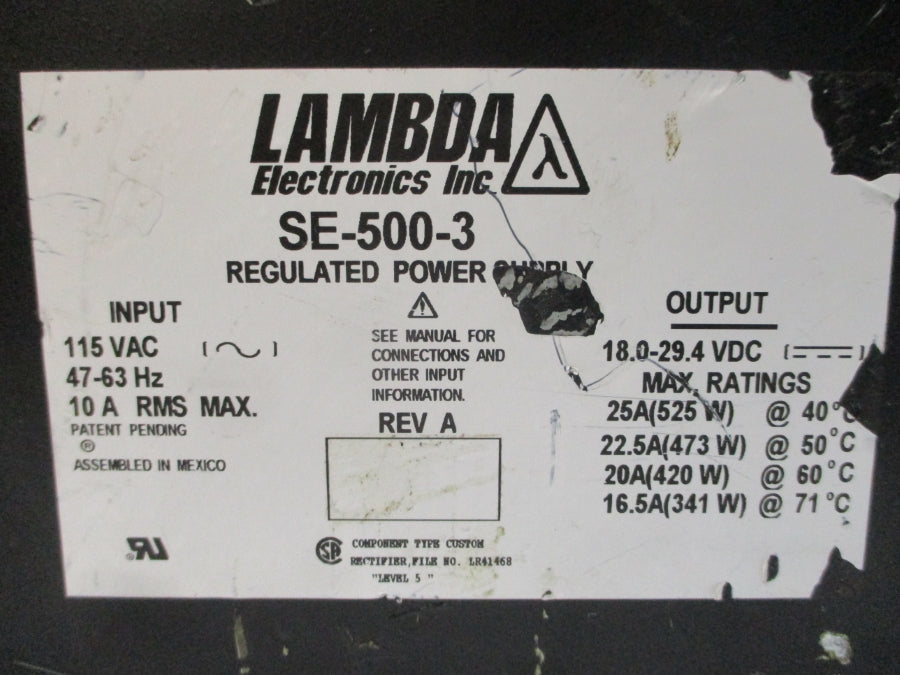 LAMBDA
Electronics Inc
λ
SE-500-3
REGULATED POWER SUPPLY
INPUT
115 VAC
47-63 Hz
10 A RMS MAX.
PATENT PENDING
®
ASSEMBLED IN MEXICO
SEE MANUAL FOR
CONNECTIONS AND
OTHER INPUT
INFORMATION.
REV A
OUTPUT
18.0-29.4 VDC
MAX. RATINGS
25A(525 W) @ 40°C
22.5A(473 W) @ 50°C
20A(420 W) @ 60°C
16.5A(341 W) @ 71°C
COMPONENT TYPE CUSTOM
RECTIFIER, FILE NO. LR41468
"LEVEL 5 "